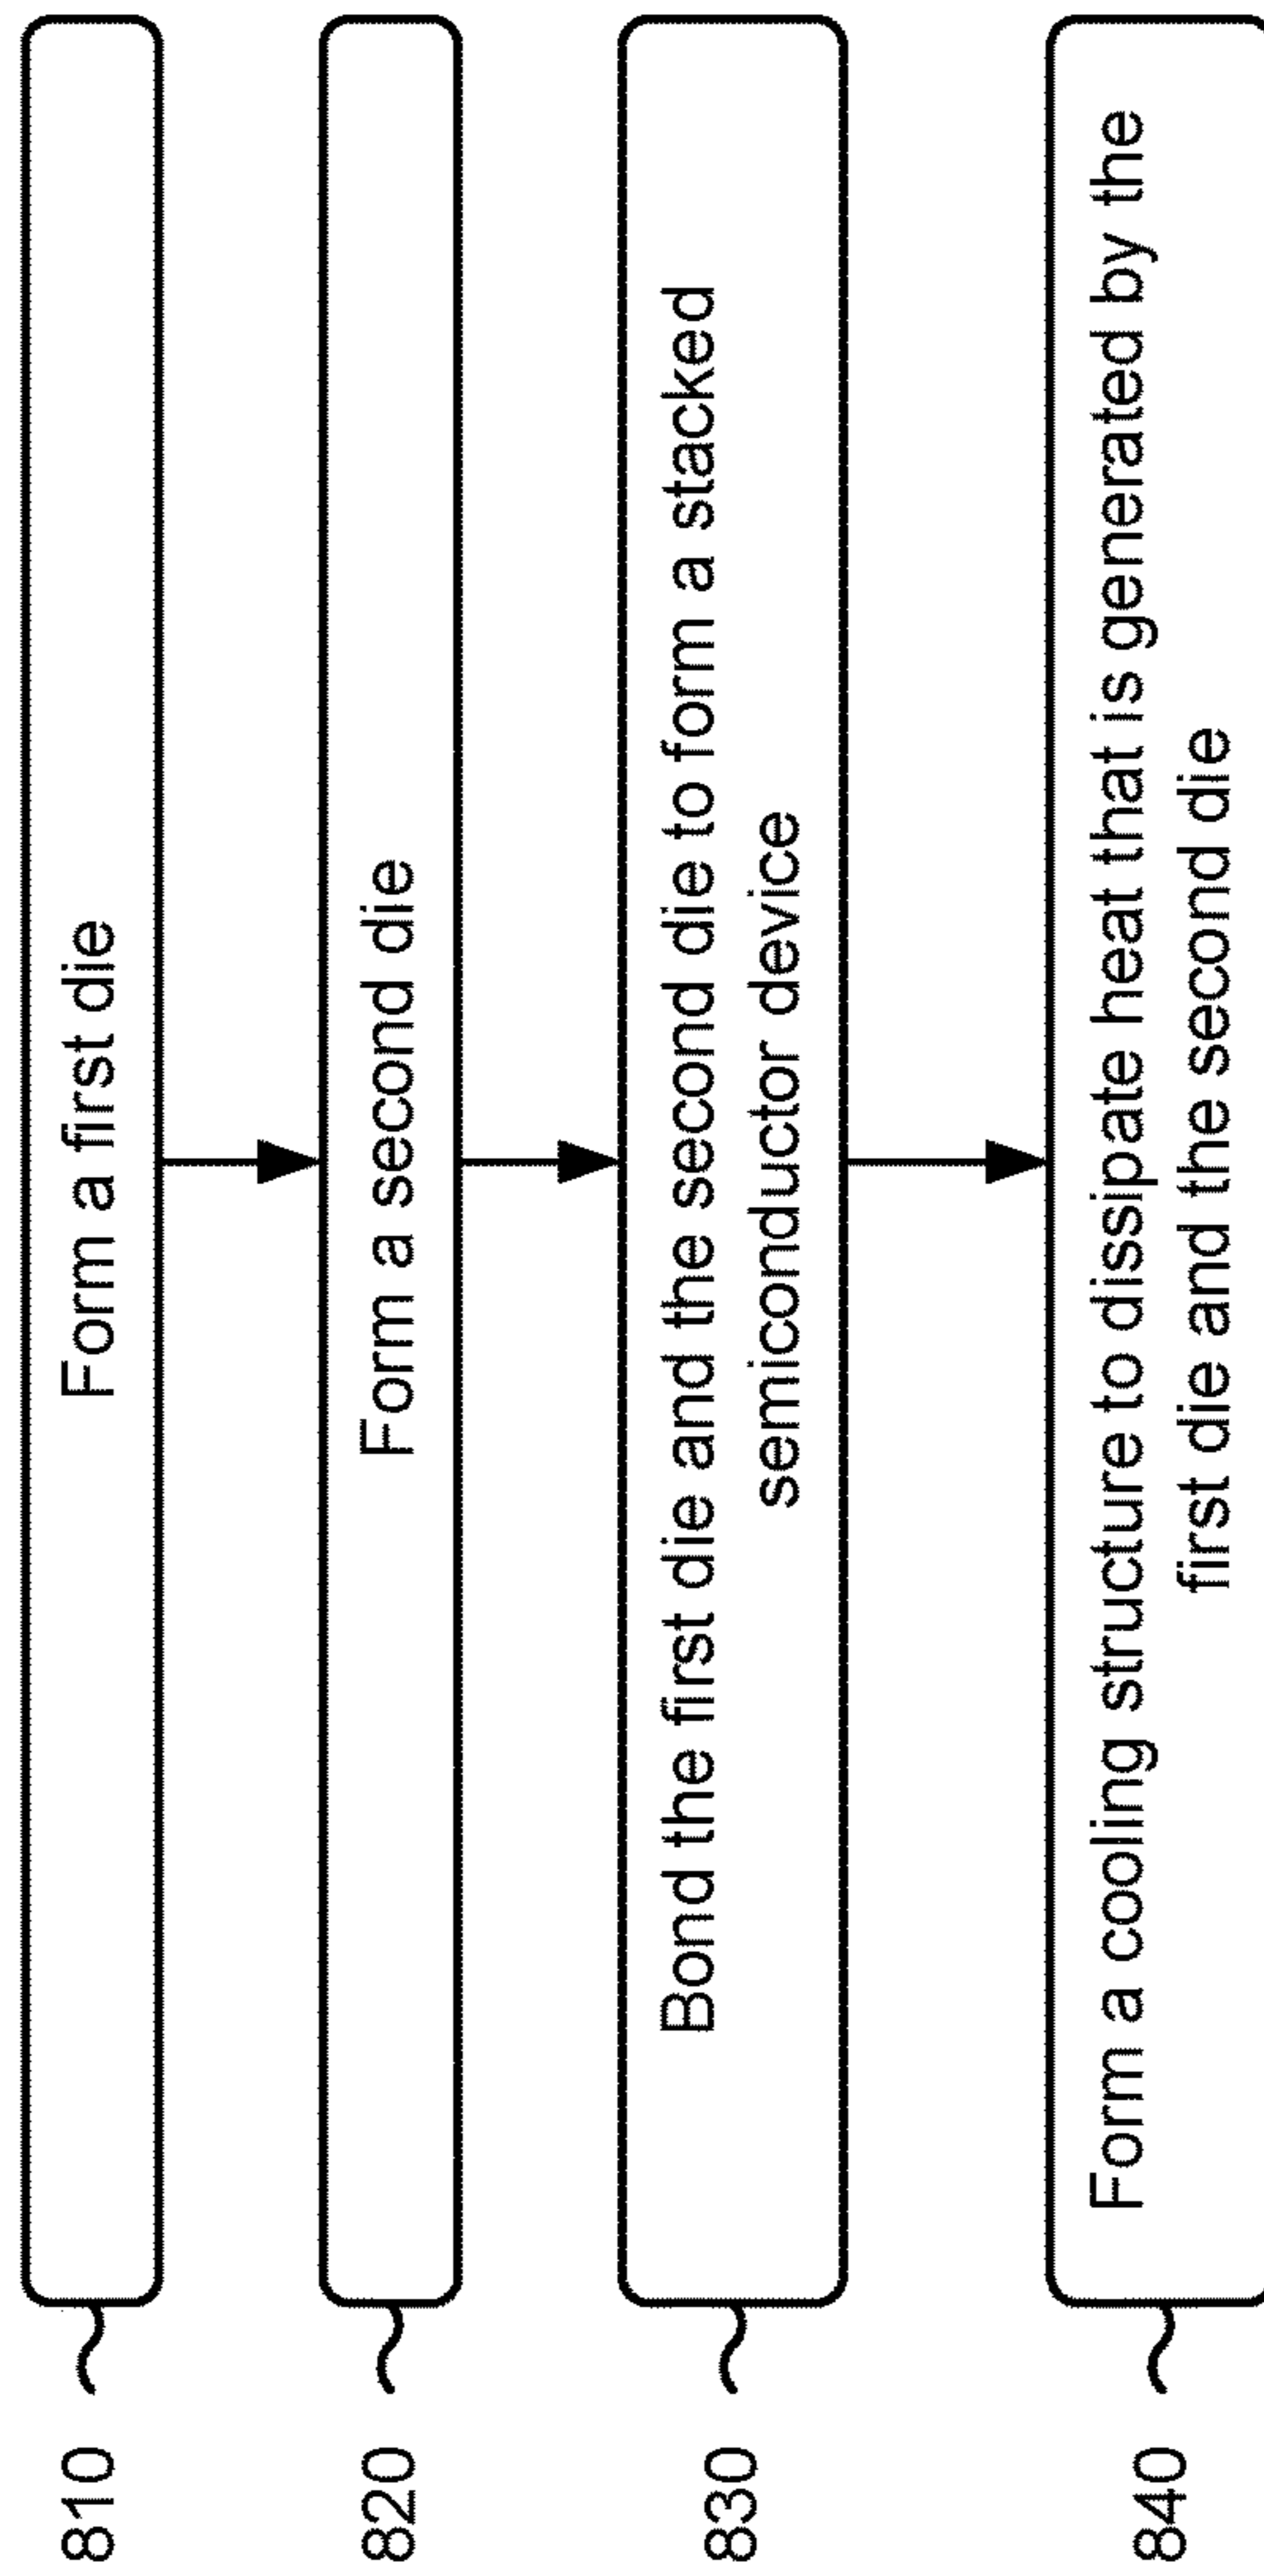 810
Form a first die
820
Form a second die
830
Bond the first die and the second die to form a stacked
semiconductor device
840
Form a cooling structure to dissipate heat that is generated by the
first die and the second die